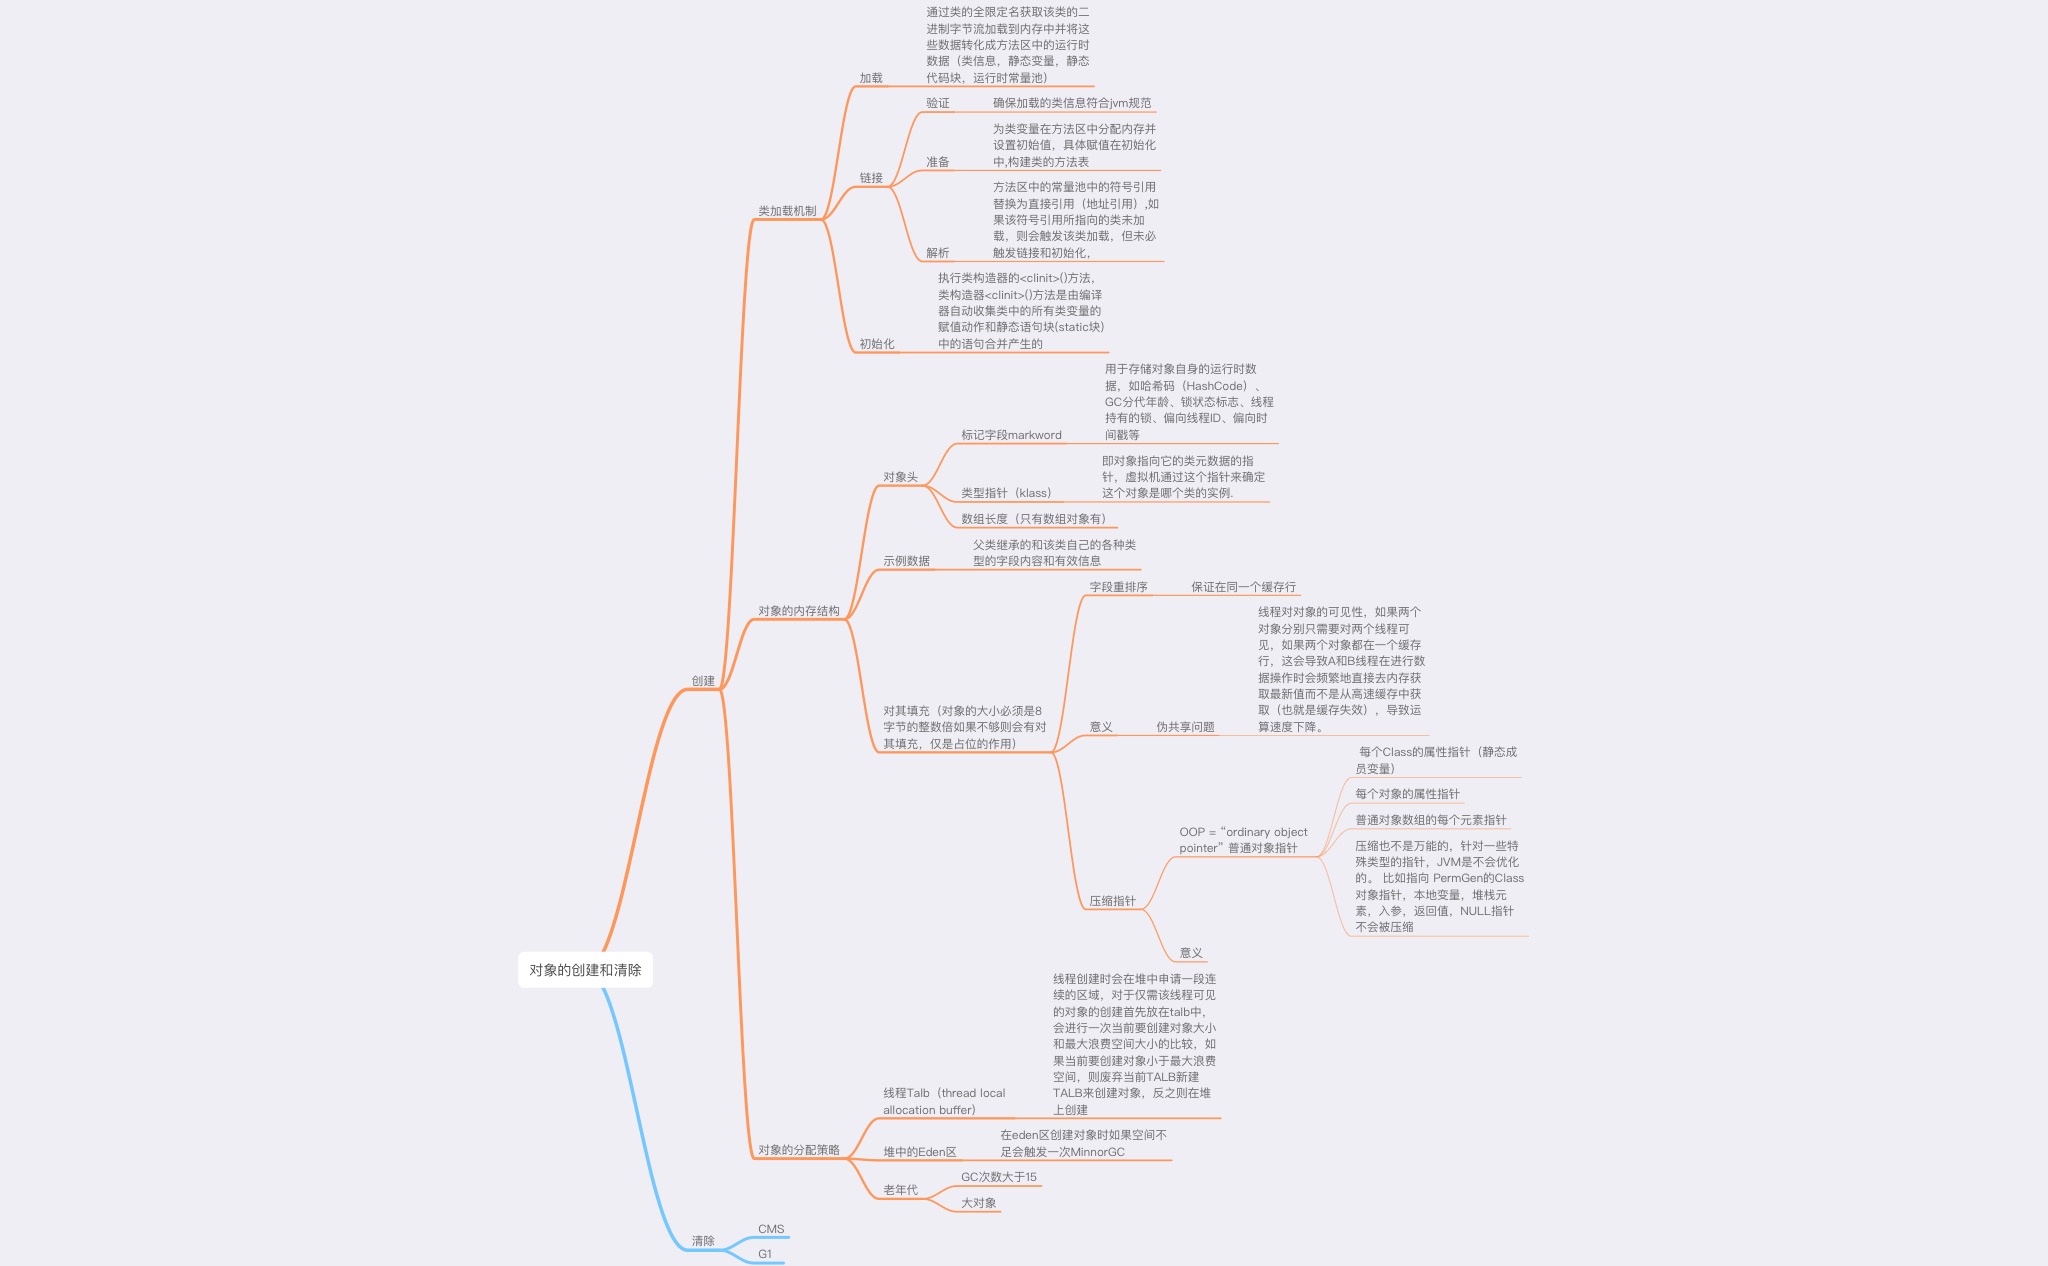 通过类的全限定名获取该类的二
进制字节流加载到内存中并将这
些数据转化成方法区中的运行时
数据（类信息，静态变量，静态
代码块，运行时常量池）
加载
验证
确保加载的类信息符合jvm规范
为类变量在方法区中分配内存并
设置初始值，具体赋值在初始化
中,构建类的方法表
准备
链接
方法区中的常量池中的符号引用
替换为直接引用（地址引用）,如
果该符号引用所指向的类未加
载，则会触发该类加载，但未必
触发链接和初始化，
解析
类加载机制
执行类构造器的<clinit>()方法，
类构造器<clinit>()方法是由编译
器自动收集类中的所有类变量的
赋值动作和静态语句块(static块)
中的语句合并产生的
初始化
用于存储对象自身的运行时数
据，如哈希码（HashCode）、
GC分代年龄、锁状态标志、线程
持有的锁、偏向线程ID、偏向时
间戳等
标记字段markword
对象头
即对象指向它的类元数据的指
针，虚拟机通过这个指针来确定
这个对象是哪个类的实例.
类型指针（klass）
数组长度（只有数组对象有）
父类继承的和该类自己的各种类
型的字段内容和有效信息
示例数据
对象的内存结构
字段重排序
保证在同一个缓存行
线程对对象的可见性，如果两个
对象分别只需要对两个线程可
见，如果两个对象都在一个缓存
行，这会导致A和B线程在进行数
据操作时会频繁地直接去内存获
取最新值而不是从高速缓存中获
取（也就是缓存失效），导致运
算速度下降。
意义
伪共享问题
创建
对其填充（对象的大小必须是8
字节的整数倍如果不够则会有对
其填充，仅是占位的作用）
每个Class的属性指针（静态成
员变量）
每个对象的属性指针
普通对象数组的每个元素指针
OOP = “ordinary object
pointer” 普通对象指针
压缩也不是万能的，针对一些特
殊类型的指针，JVM是不会优化
的。 比如指向 PermGen的Class
对象指针，本地变量，堆栈元
素，入参，返回值，NULL指针
不会被压缩
压缩指针
意义
对象的创建和清除
线程创建时会在堆中申请一段连
续的区域，对于仅需该线程可见
的对象的创建首先放在talb中，
会进行一次当前要创建对象大小
和最大浪费空间大小的比较，如
果当前要创建对象小于最大浪费
空间，则废弃当前TALB新建
TALB来创建对象，反之则在堆
上创建
线程Talb（thread local
allocation buffer）
在eden区创建对象时如果空间不
足会触发一次MinnorGC
堆中的Eden区
对象的分配策略
GC次数大于15
老年代
大对象
清除
CMS
G1